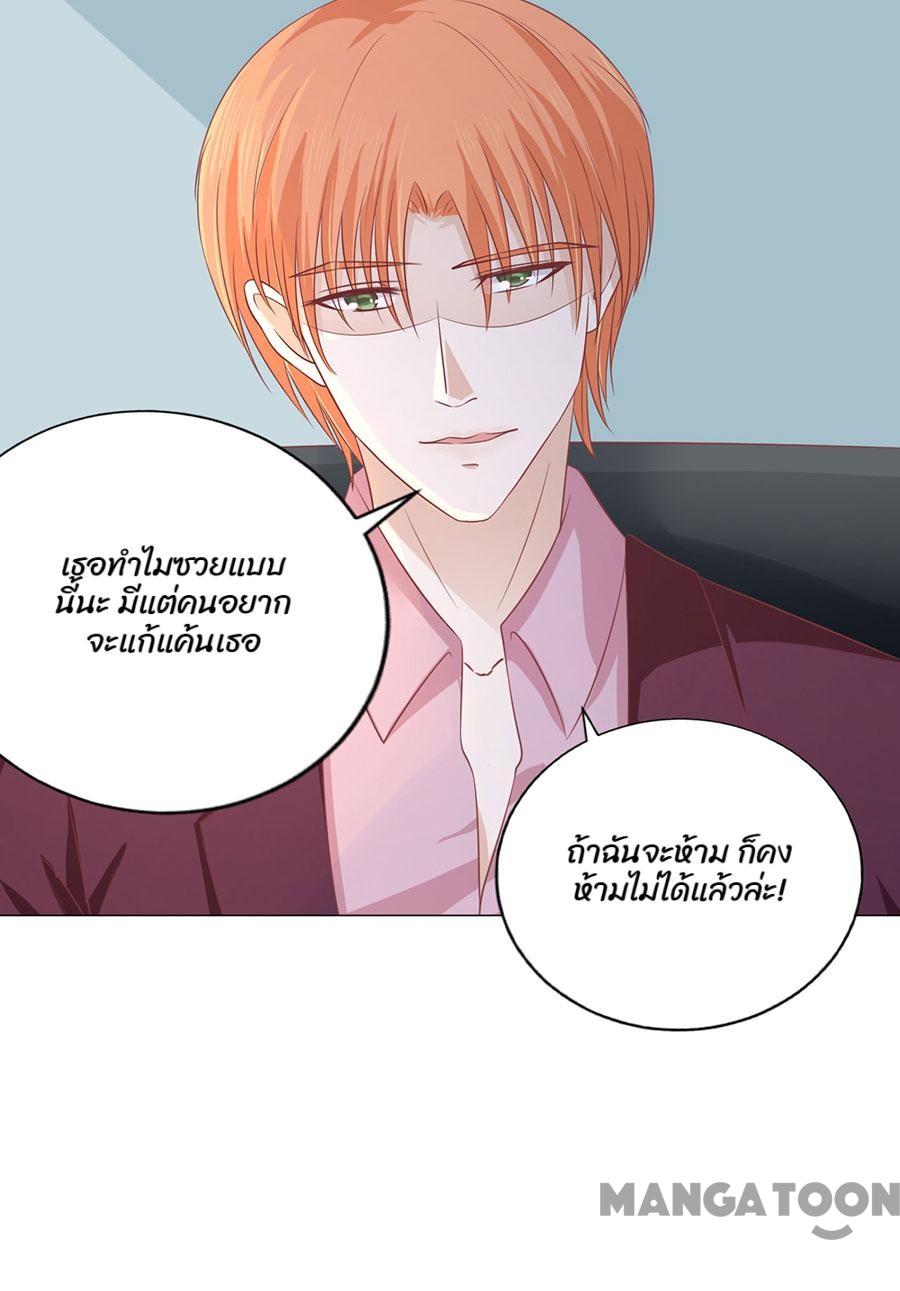 เธอทำไมซวยแบบ
นี้นะ มีแต่คนอยาก
จะแก้แค้นเธอ
ถ้าฉันจะห้าม ก็คง
ห้ามไม่ได้แล้วล่ะ!
MANGATOON